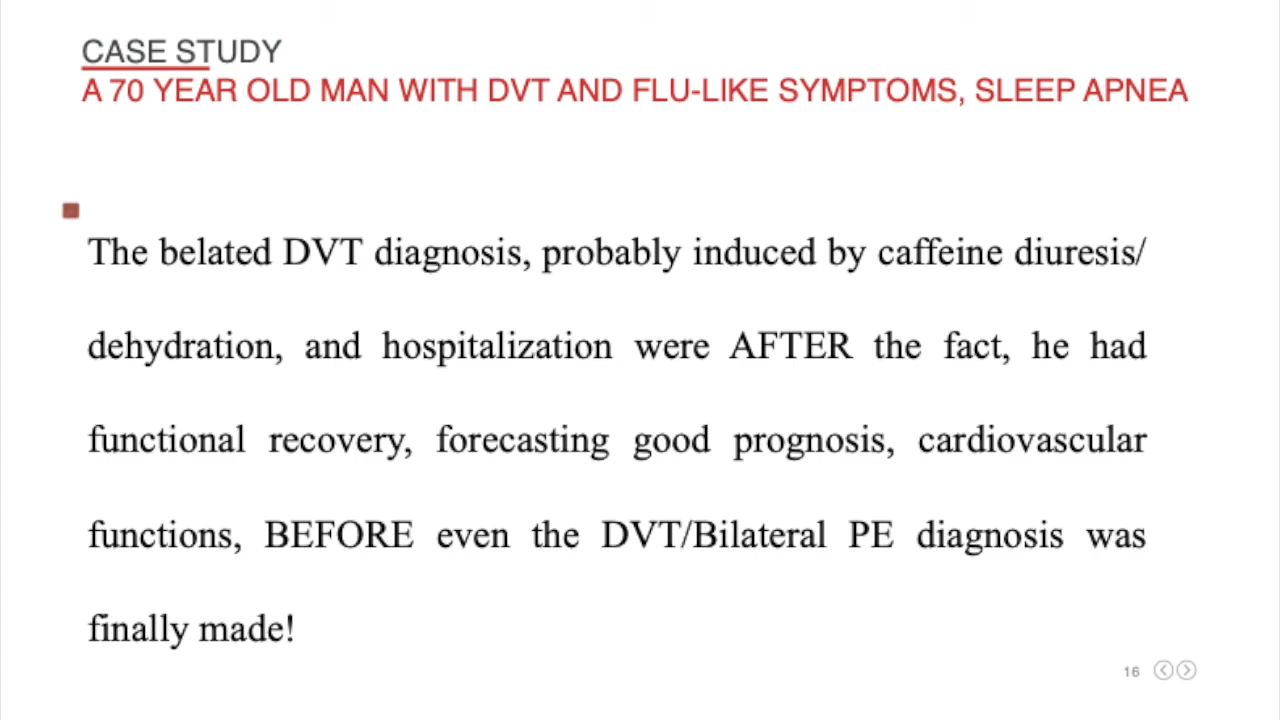 CASE STUDY
A 70 YEAR OLD MAN WITH DVT AND FLU-LIKE SYMPTOMS, SLEEP APNEA
The belated DVT diagnosis, probably induced by caffeine diuresis/
dehydration, and hospitalization were AFTER the fact, he had
functional recovery, forecasting good prognosis, cardiovascular
functions, BEFORE even the DVT/Bilateral PE diagnosis was
finally made!
16